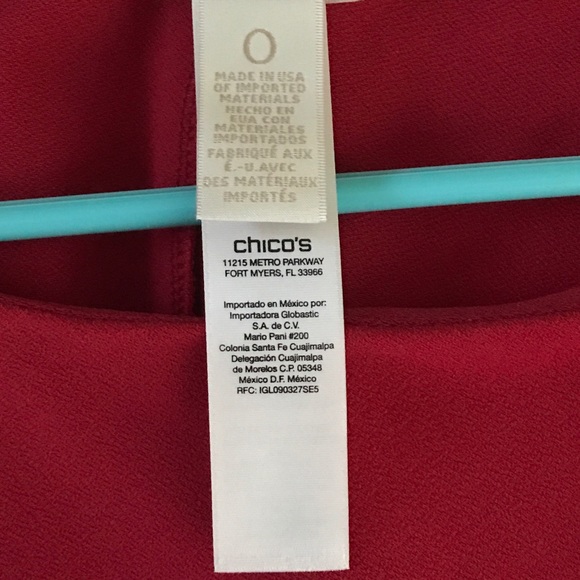 0
MADE IN USA
OF IMPORTED
MATERIALS
HECHO EN
EUA CON
MATERIALES
IMPORTADOS
FABRIQUÉ AUX
É.-U.AVEC
DES MATÉRIAUX
IMPORTÉS
chico's
11215 METRO PARKWAY
FORT MYERS, FL 33966
Importado en México por:
Importadora Globastic
S.A. de C.V.
Mario Pani #200
Colonia Santa Fe Cuajimalpa
Delegación Cuajimalpa
de Morelos C.P. 05348
México D.F. México
RFC: IGL090327SE5